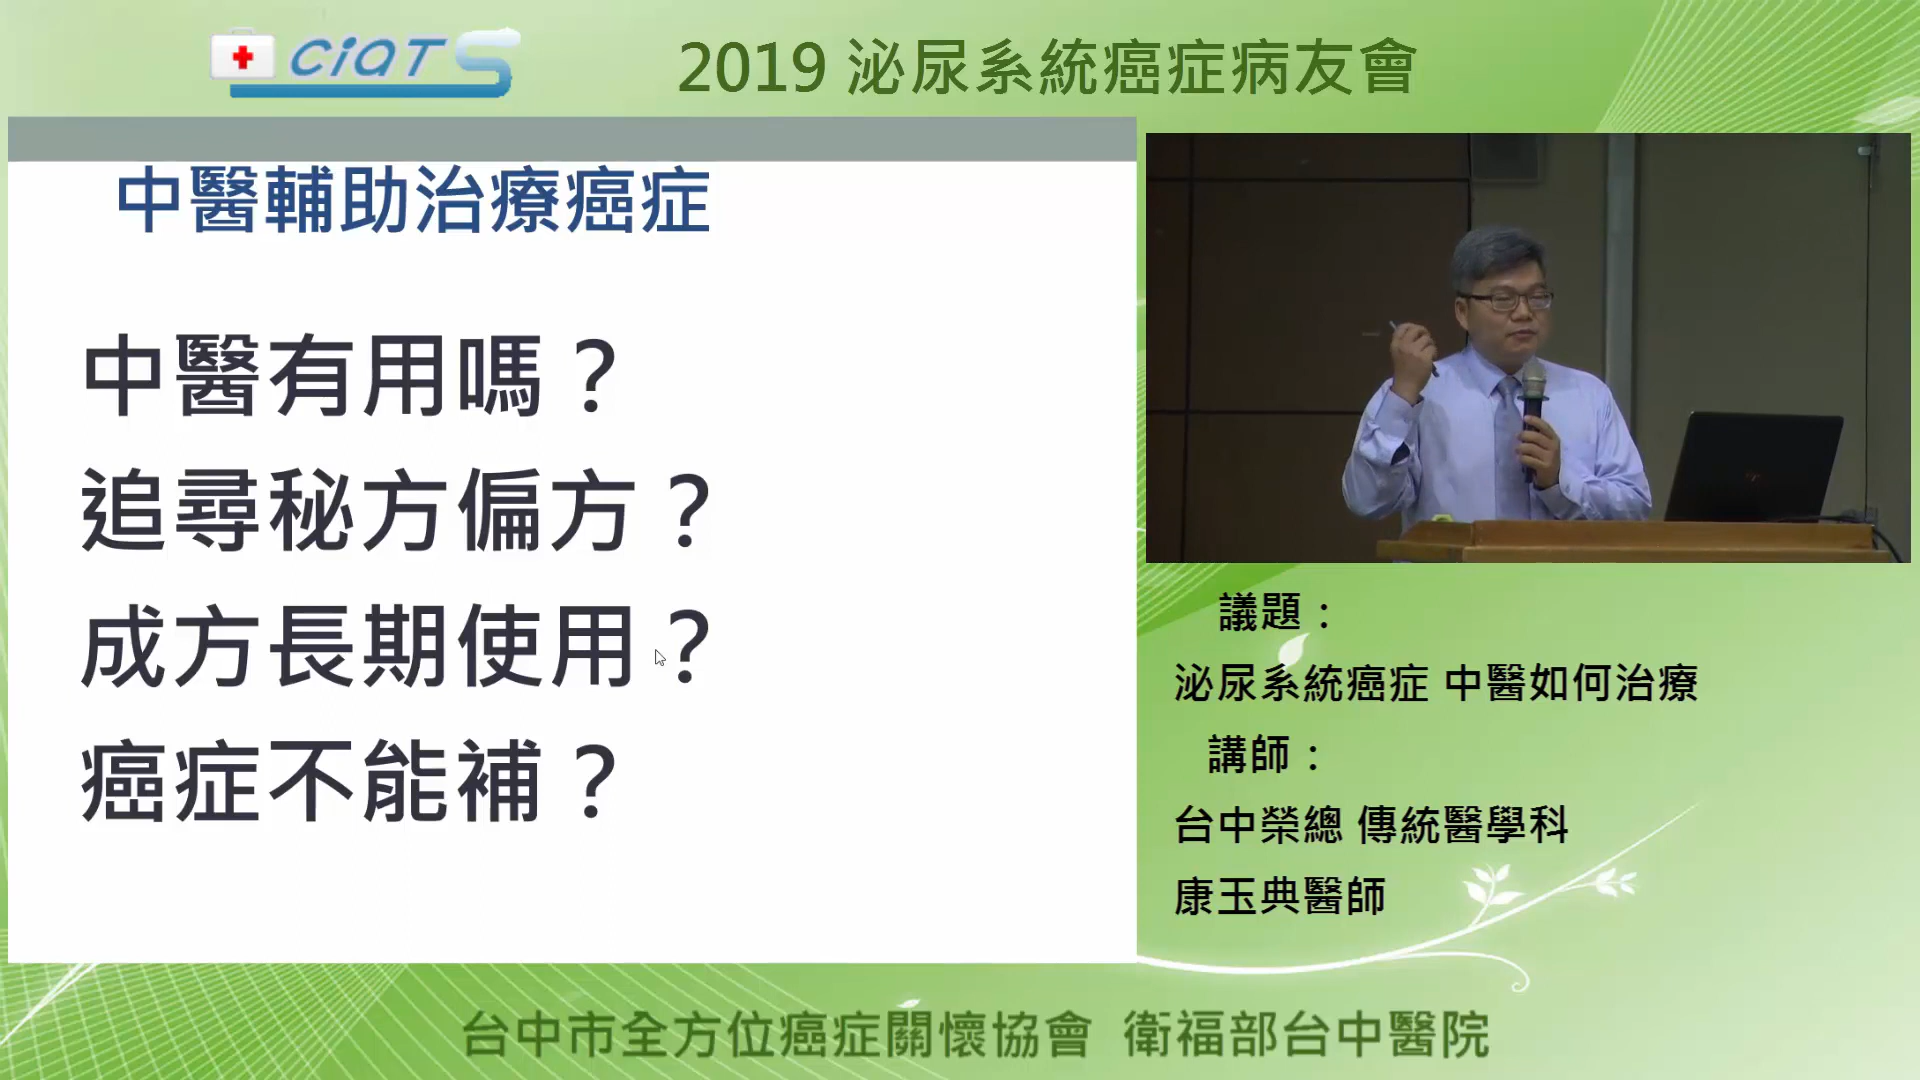 CiATS
2019 泌尿系統癌症病友會
中醫輔助治療癌症
中醫有用嗎？
追尋秘方偏方？
成方長期使用？
癌症不能補？
議題：
泌尿系統癌症 中醫如何治療
講師：
台中榮總 傳統醫學科
康玉典醫師
台中市全方位癌症關懷協會 衛福部台中醫院